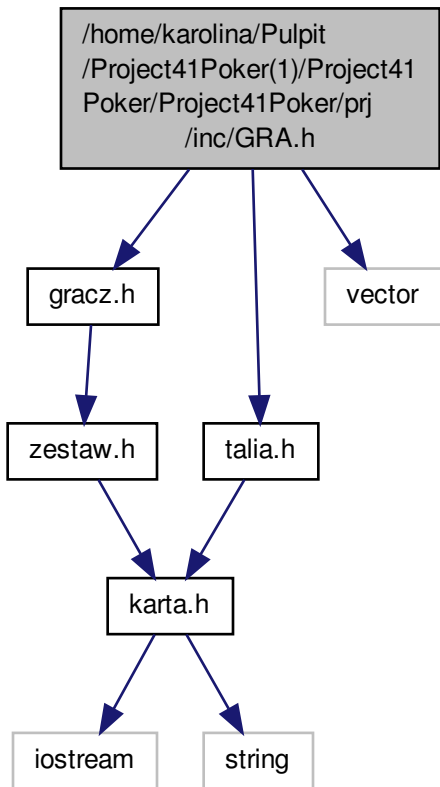 /home/karolina/Pulpit
/Project41Poker(1)/Project41
Poker/Project41Poker/prj
/inc/GRA.h
gracz.h
vector
zestaw.h
talia.h
karta.h
iostream
string